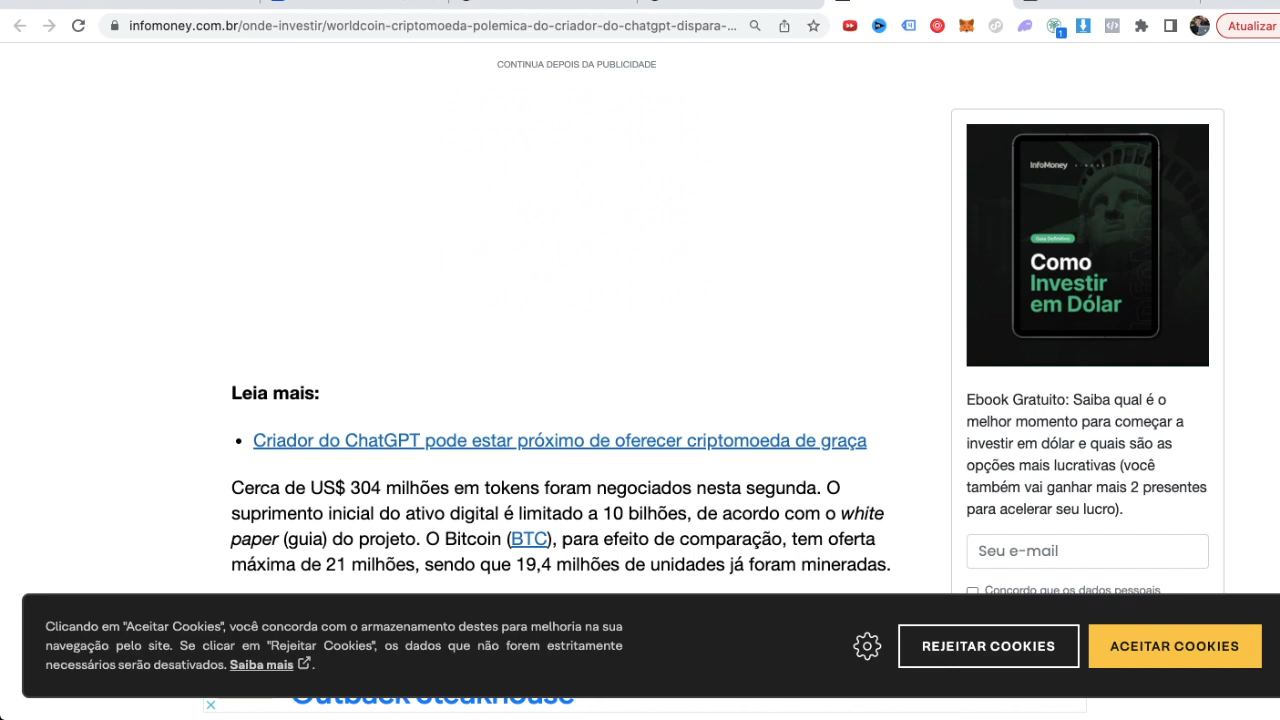 infomoney.com.br/onde-investir/worldcoin-criptomoeda-polemica-do-criador-do-chatgpt-dispara-...
1
Atualizar
CONTINUA DEPOIS DA PUBLICIDADE
InfoMoney
Como
Investir
em Dólar
Leia mais:
• Criador do ChatGPT pode estar próximo de oferecer criptomoeda de graça
Cerca de US$ 304 milhões em tokens foram negociados nesta segunda. O
suprimento inicial do ativo digital é limitado a 10 bilhões, de acordo com o white
paper (guia) do projeto. O Bitcoin (BTC), para efeito de comparação, tem oferta
máxima de 21 milhões, sendo que 19,4 milhões de unidades já foram mineradas.
Ebook Gratuito: Saiba qual é o
melhor momento para começar a
investir em dólar e quais são as
opções mais lucrativas (você
também vai ganhar mais 2 presentes
para acelerar seu lucro).
Seu e-mail
Concordo que os dados pessoais
Clicando em "Aceitar Cookies", você concorda com o armazenamento destes para melhoria na sua
navegação pelo site. Se clicar em "Rejeitar Cookies", os dados que não forem estritamente
necessários serão desativados. Saiba mais.
REJEITAR COOKIES
ACEITAR COOKIES
Outback steakhouse